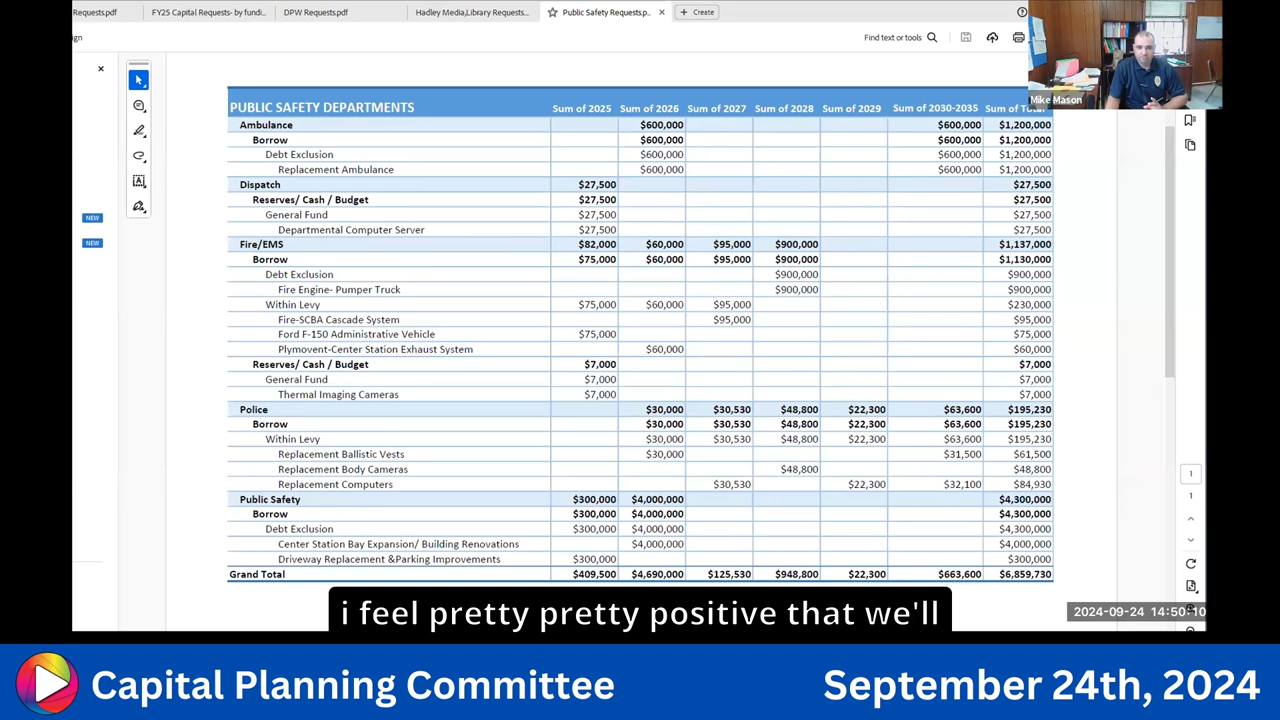 Requests.pdf FY25 Capital Requests- by fundi... DPW Requests.pdf Hadley Media,Library Requests... Public Safety Requests.p... × + Create
ign Find text or tools
Mike Mason
PUBLIC SAFETY DEPARTMENTS Sum of 2025 Sum of 2026 Sum of 2027 Sum of 2028 Sum of 2029 Sum of 2030-2035 Sum of
Ambulance $600,000 $600,000 $1,200,000
Borrow $600,000 $600,000 $1,200,000
Debt Exclusion $600,000 $600,000 $1,200,000
Replacement Ambulance $600,000 $600,000 $1,200,000
Dispatch $27,500 $27,500
Reserves/ Cash / Budget $27,500 $27,500
General Fund $27,500 $27,500
Departmental Computer Server $27,500 $27,500
NEW
Fire/EMS $82,000 $60,000 $95,000 $900,000 $1,137,000
NEW
Borrow $75,000 $60,000 $95,000 $900,000 $1,130,000
Debt Exclusion $900,000 $900,000
Fire Engine- Pumper Truck $900,000 $900,000
Within Levy $75,000 $60,000 $95,000 $230,000
Fire-SCBA Cascade System $95,000 $95,000
Ford F-150 Administrative Vehicle $75,000 $75,000
Plymovent-Center Station Exhaust System $60,000 $60,000
Reserves/ Cash / Budget $7,000 $7,000
General Fund $7,000 $7,000
Thermal Imaging Cameras $7,000 $7,000
Police $30,000 $30,530 $48,800 $22,300 $63,600 $195,230
Borrow $30,000 $30,530 $48,800 $22,300 $63,600 $195,230
Within Levy $30,000 $30,530 $48,800 $22,300 $63,600 $195,230
Replacement Ballistic Vests $30,000 $31,500 $61,500
Replacement Body Cameras $48,800 $48,800
Replacement Computers $30,530 $22,300 $32,100 $84,930
1
1
Public Safety $300,000 $4,000,000 $4,300,000
Borrow $300,000 $4,000,000 $4,300,000
Debt Exclusion $300,000 $4,000,000 $4,300,000
Center Station Bay Expansion/ Building Renovations $4,000,000 $4,000,000
Driveway Replacement &Parking Improvements $300,000 $300,000
Grand Total $409,500 $4,690,000 $125,530 $948,800 $22,300 $663,600 $6,859,730
i feel pretty pretty positive that we'll
2024-09-24 14:50:10
Capital Planning Committee September 24th, 2024